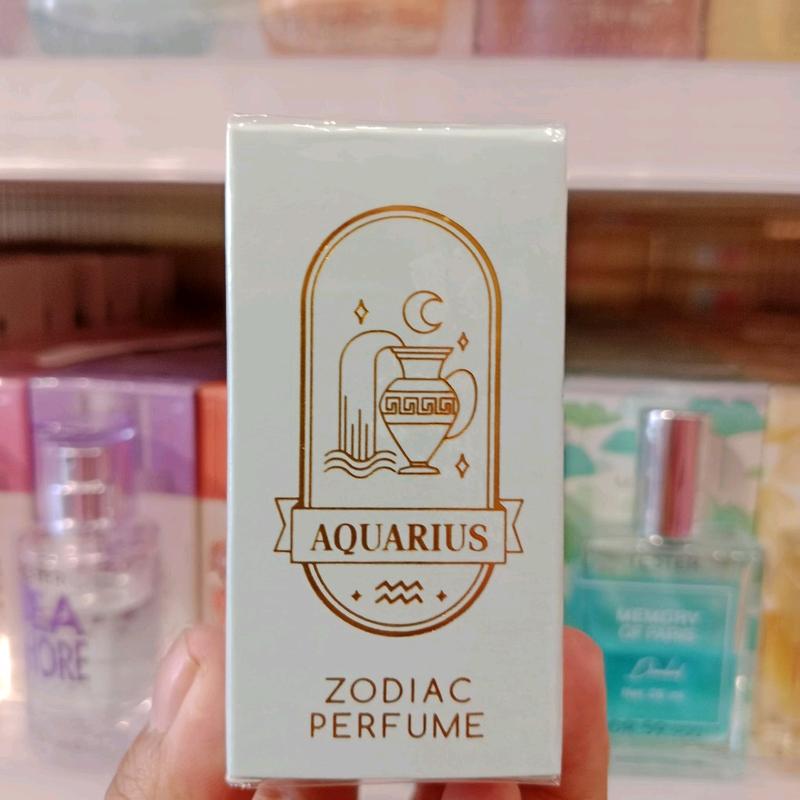 AQUARIUS
ZODIAC
PERFUME
MEMORY
OF PARIS